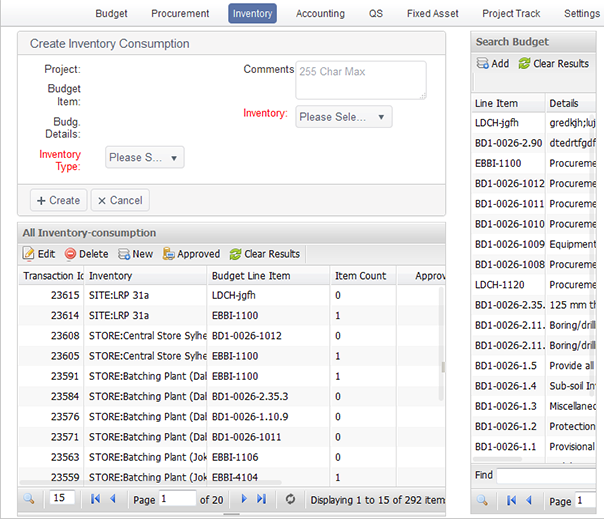 Budget Procurement Inventory Accounting QS Fixed Asset Project Track Settings
Create Inventory Consumption
Project:
Budget Item:
Budg. Details:
Inventory Type: Please S...
Comments 255 Char Max
Inventory: Please Sele...
Create Cancel
All Inventory-consumption
Edit Delete New Approved Clear Results
Transaction Ic Inventory Budget Line Item Item Count Approv
23615 SITE:LRP 31a LDCH-jgfh 0
23614 SITE:LRP 31a EBBI-1100 1
23608 STORE:Central Store Sylhe BD1-0026-1012 0
23605 STORE:Central Store Sylhe EBBI-1100 1
23591 STORE:Batching Plant (Dal EBBI-1100 1
23584 STORE:Batching Plant (Dal BD1-0026-2.35.3 0
23576 STORE:Batching Plant (Dal BD1-0026-1.10.9 0
23571 STORE:Batching Plant (Dal BD1-0026-1011 0
23563 STORE:Batching Plant (Jok EBBI-1106 0
23559 STORE:Batching Plant (Jok EBBI-4104 1
15 Page 1 of 20 Displaying 1 to 15 of 292 item
Search Budget
Add Clear Results
Line Item Details
LDCH-jgfh gredkjh;luj
BD1-0026-2.90 dtedrtfgdf
EBBI-1100 Procureme
BD1-0026-1012 Procureme
BD1-0026-1011 Procureme
BD1-0026-1010 Procureme
BD1-0026-1009 Equipment
BD1-0026-1008 Procureme
LDCH-1120 Procureme
BD1-0026-2.35. 125 mm th
BD1-0026-2.11. Boring/drill
BD1-0026-2.11. Boring/drill
BD1-0026-1.5 Provide all
BD1-0026-1.4 Sub-soil In
BD1-0026-1.3 Miscellane
BD1-0026-1.2 Protection
BD1-0026-1.1 Provisional
Find
Page 1